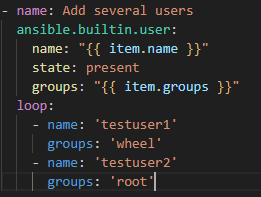 - name: Add several users
  ansible.builtin.user:
    name: "{{ item.name }}"
    state: present
    groups: "{{ item.groups }}"
  loop:
    - name: 'testuser1'
      groups: 'wheel'
    - name: 'testuser2'
      groups: 'root'